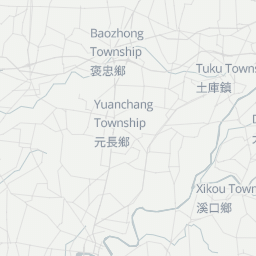 Baozhong
Township
褒忠鄉
Tuku Towns
土庫鎮
Yuanchang
Township
元長鄉
Xikou Town
溪口鄉